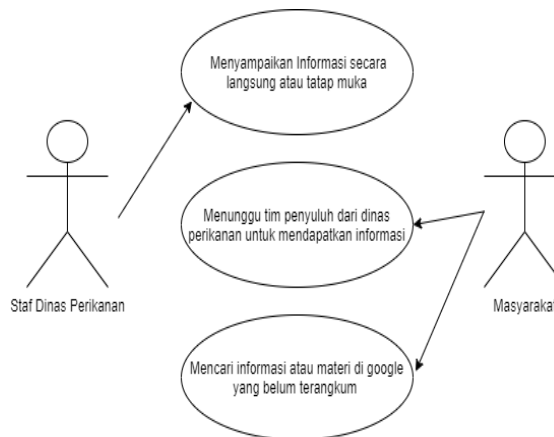 Menyampaikan Informasi secara
langsung atau tatap muka
Menunggu tim penyuluh dari dinas
perikanan untuk mendapatkan informasi
Staf Dinas Perikanan
Masyarakat
Mencari informasi atau materi di google
yang belum terangkum